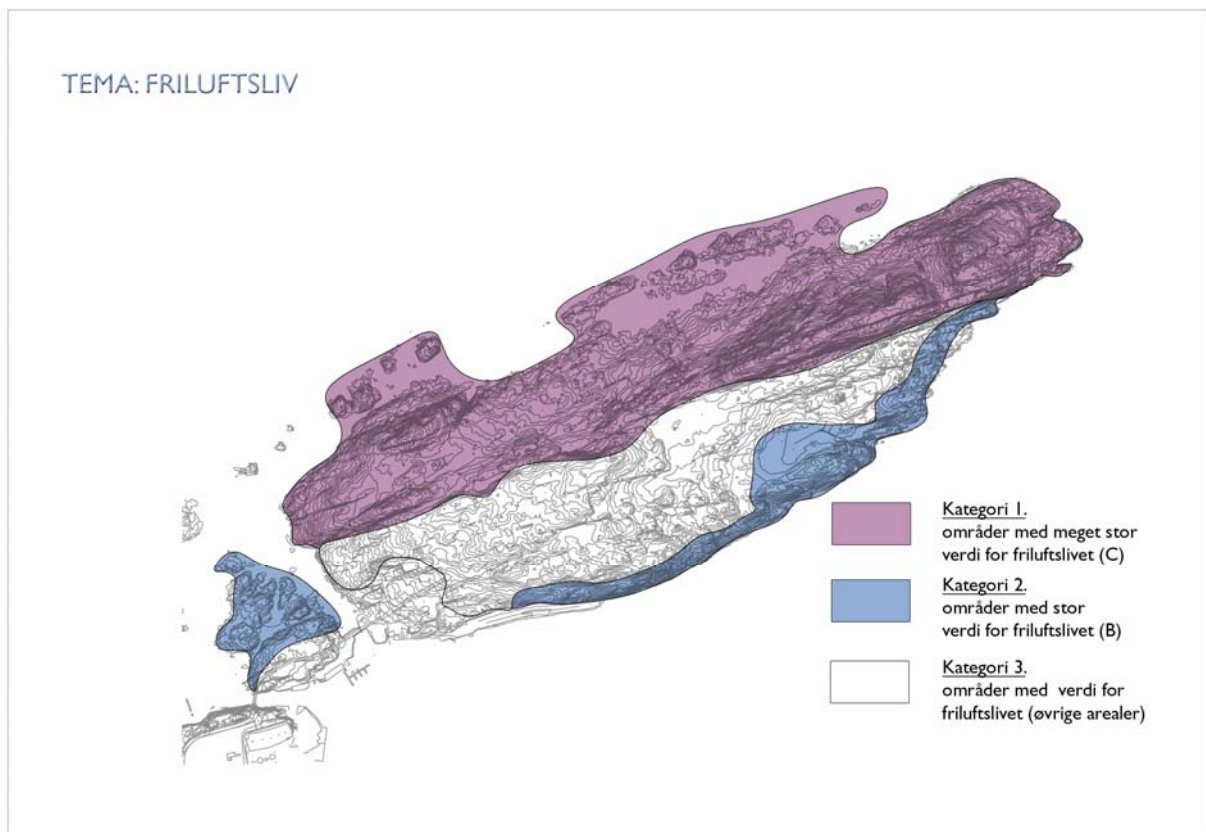 TEMA: FRILUFTSLIV
Kategori 1.
områder med meget stor
verdi for friluftslivet (C)
Kategori 2.
områder med stor
verdi for friluftslivet (B)
Kategori 3.
områder med verdi for
friluftslivet (øvrige arealer)